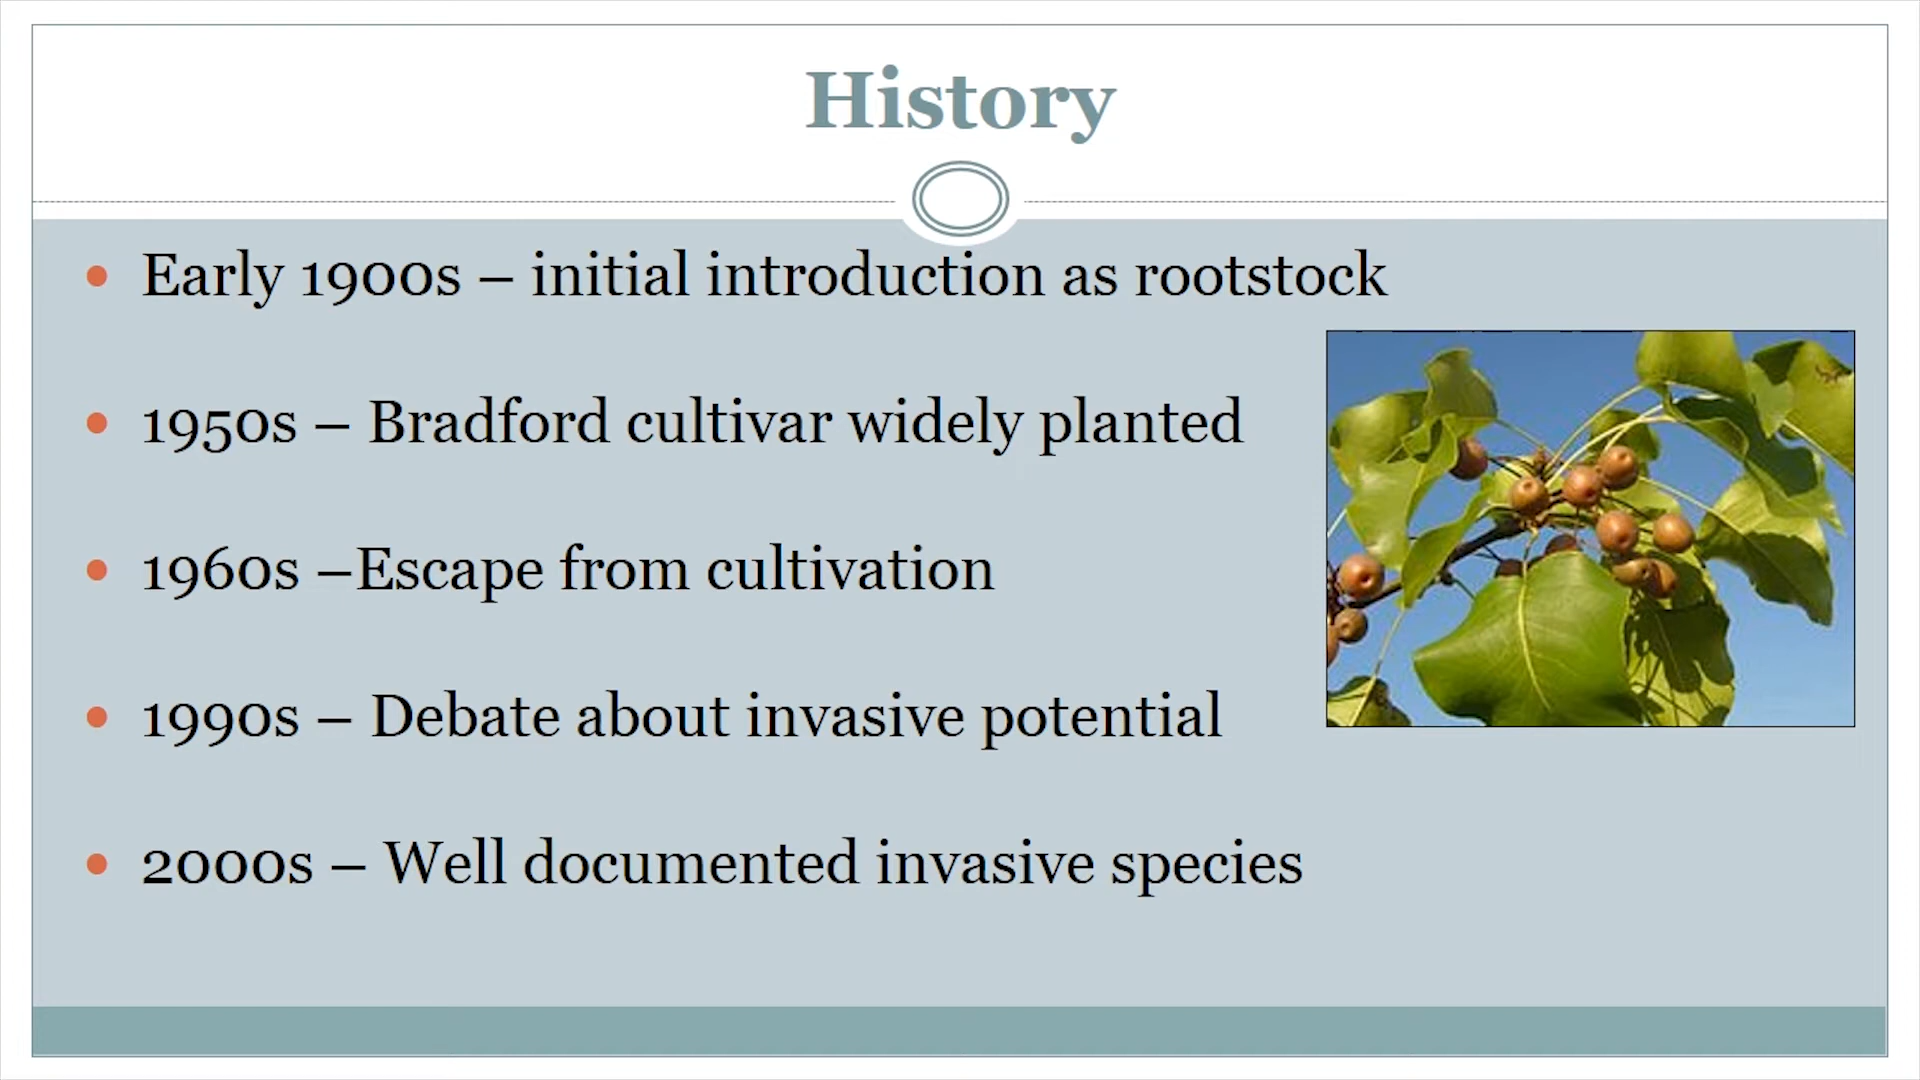 History
• Early 1900s – initial introduction as rootstock
• 1950s – Bradford cultivar widely planted
• 1960s –Escape from cultivation
• 1990s – Debate about invasive potential
• 2000s – Well documented invasive species